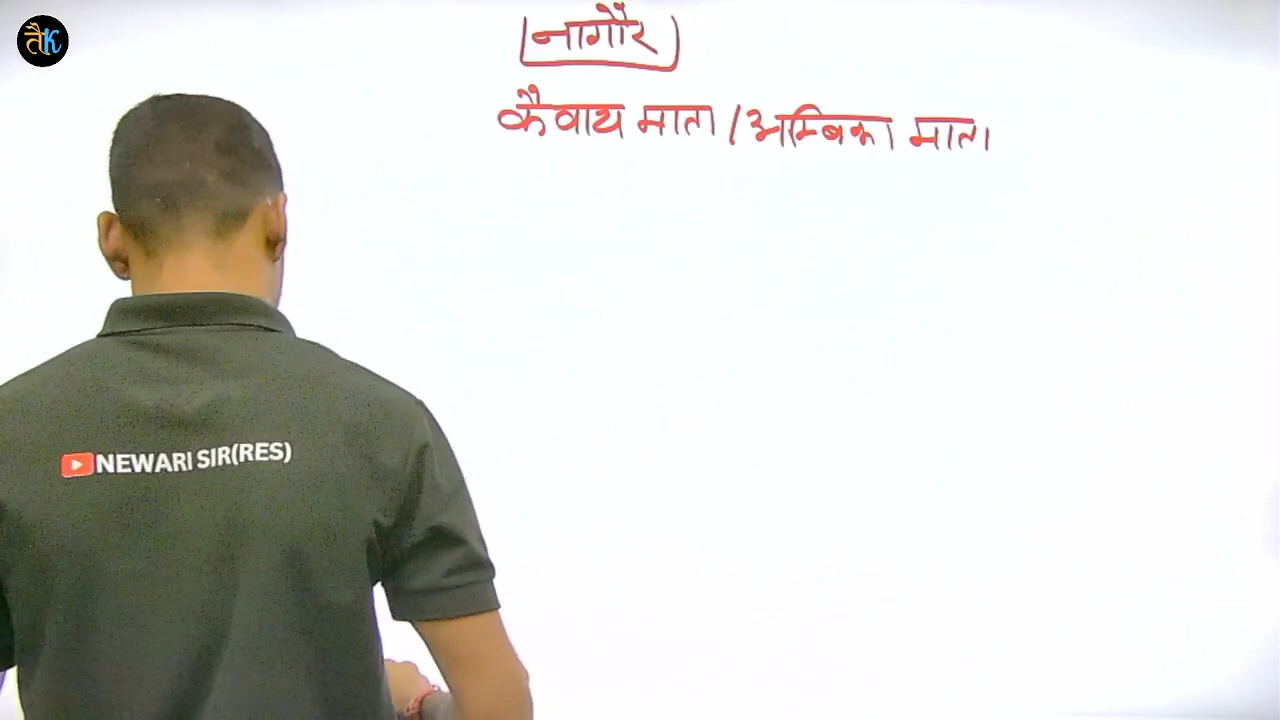 तैK
नागौर
कैवाय माता / अम्बिका माता
NEWARI SIR(RES)